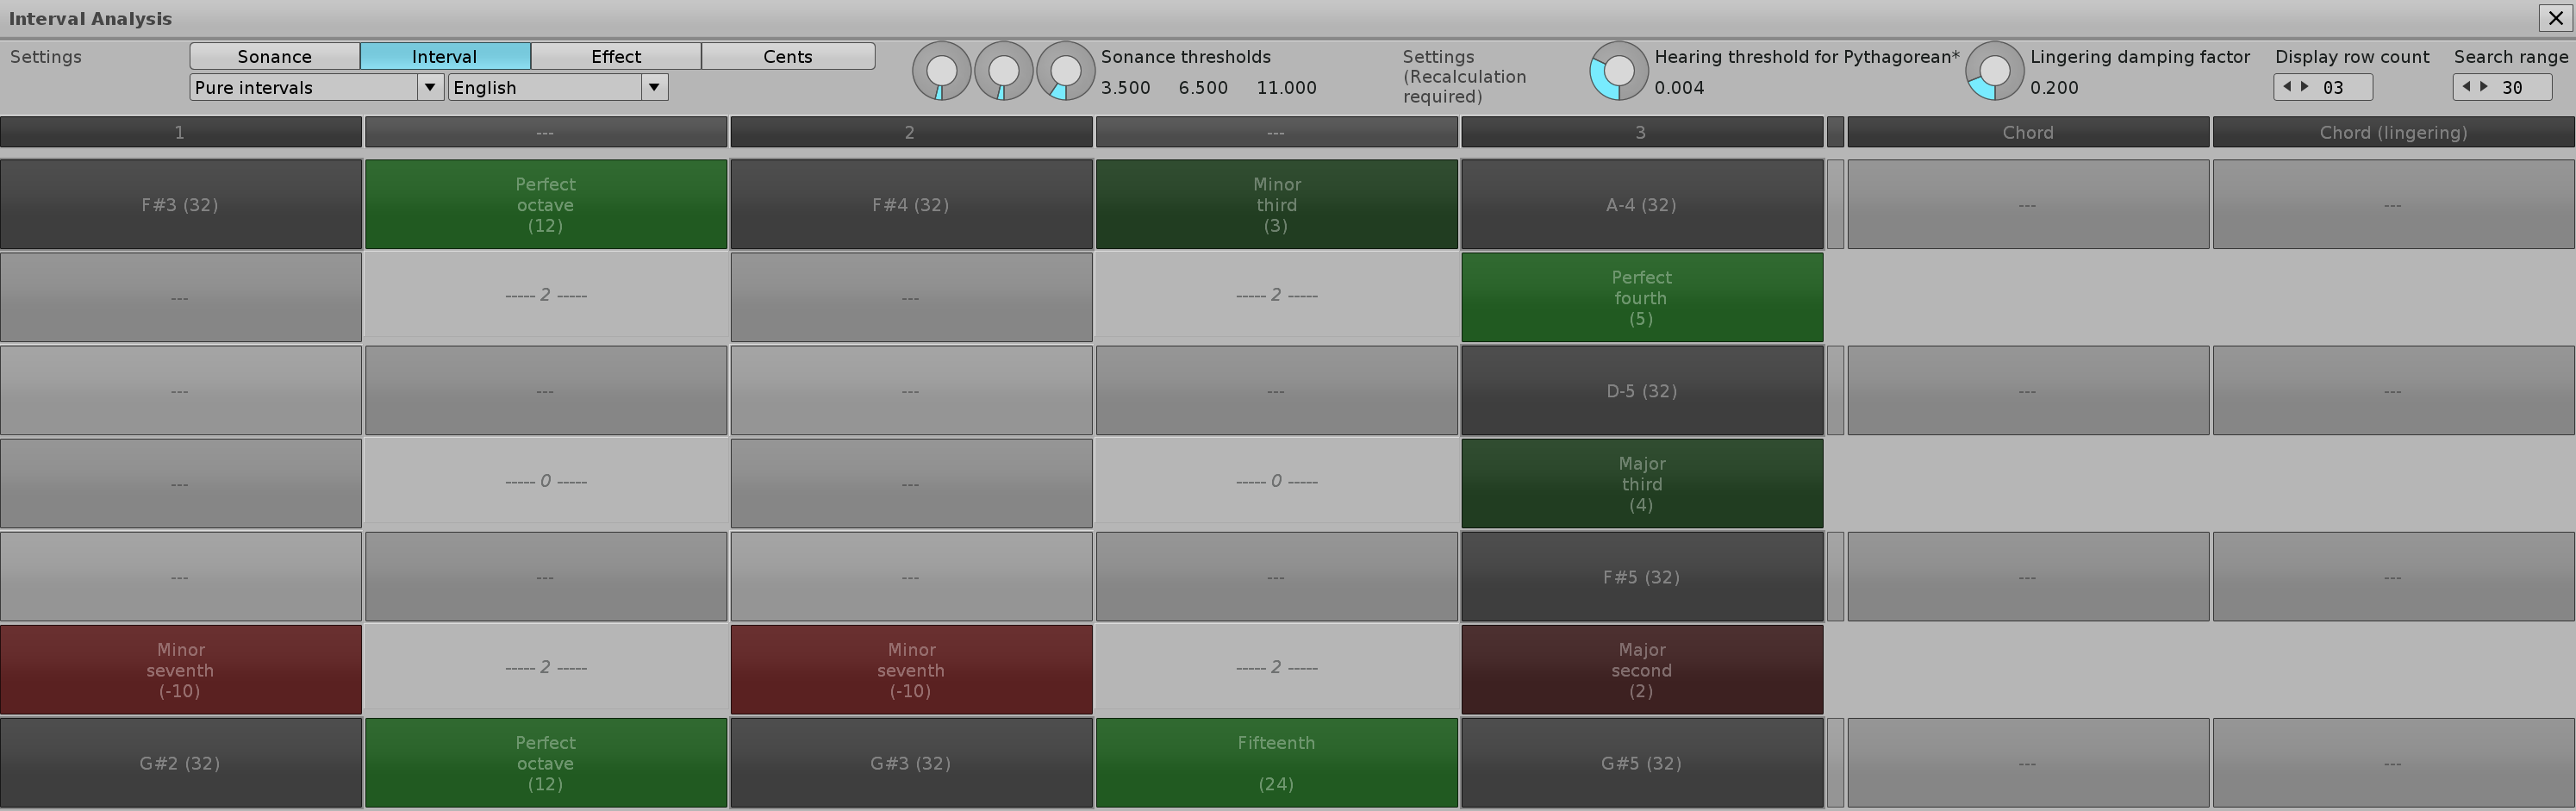 Interval Analysis
Settings
Sonance Interval Effect Cents
Pure intervals English
Sonance thresholds
3.500 6.500 11.000
Settings
(Recalculation
required)
Hearing threshold for Pythagorean*
0.004
Lingering damping factor
0.200
Display row count
03
Search range
30
1 --- 2 --- 3 Chord Chord (lingering)
F#3 (32)
Perfect
octave
(12)
F#4 (32)
Minor
third
(3)
A-4 (32)
---
---
---
----- 2 -----
---
----- 2 -----
Perfect
fourth
(5)
---
---
---
---
D-5 (32)
---
---
---
----- 0 -----
---
----- 0 -----
Major
third
(4)
---
---
---
---
F#5 (32)
---
---
Minor
seventh
(-10)
----- 2 -----
Minor
seventh
(-10)
----- 2 -----
Major
second
(2)
G#2 (32)
Perfect
octave
(12)
G#3 (32)
Fifteenth
(24)
G#5 (32)
---
---